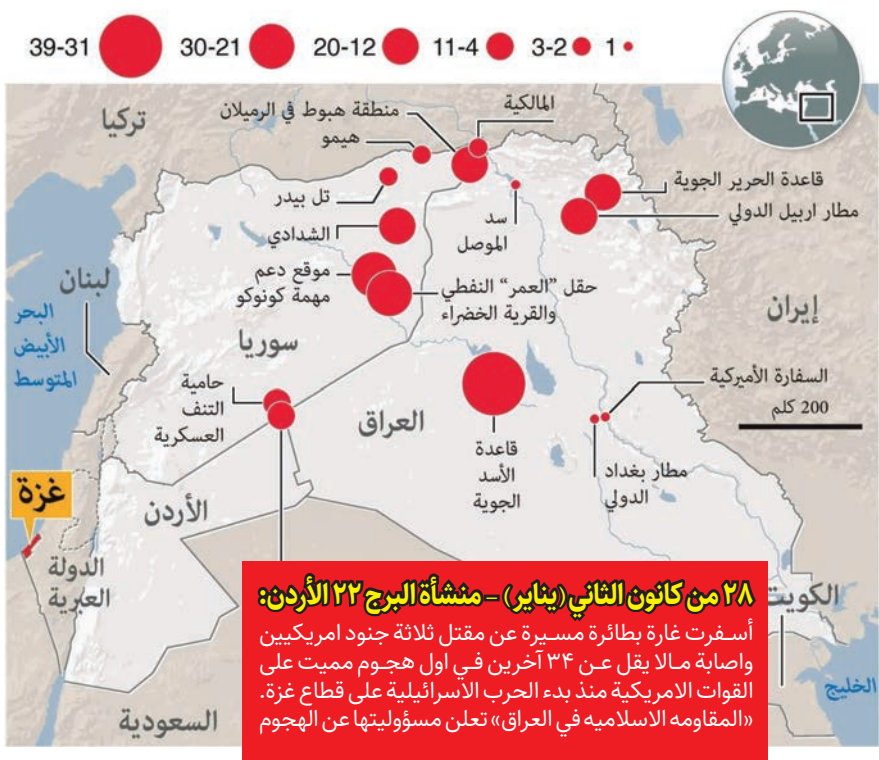 39-31
30-21
20-12
11-4
3-2
1
تركيا
منطقة هبوط في الرميلان
المالكية
هيمو
تل بيدر
الشدادي
سد
الموصل
قاعدة الحرير الجوية
مطار اربيل الدولي
موقع دعم
مهمة كونوكو
حقل "العمر" النفطي
والقرية الخضراء
لبنان
إيران
البحر
الأبيض
المتوسط
سوريا
حامية
التنف
العسكرية
العراق
السفارة الأميركية
200 كلم
قاعدة
الأسد
الجوية
مطار بغداد
الدولي
غزة
الأردن
الدولة
العبرية
الكويت
الخليج
السعودية
۲۸ من كانون الثاني (يناير) – منشأة البرج ۲۲ الأردن:
أسفرت غارة بطائرة مسيرة عن مقتل ثلاثة جنود امريكيين
واصابة مالا يقل عن ۳۴ آخرين في اول هجوم مميت على
القوات الامريكية منذ بدء الحرب الاسرائيلية على قطاع غزة.
«المقاومه الاسلاميه في العراق» تعلن مسؤوليتها عن الهجوم